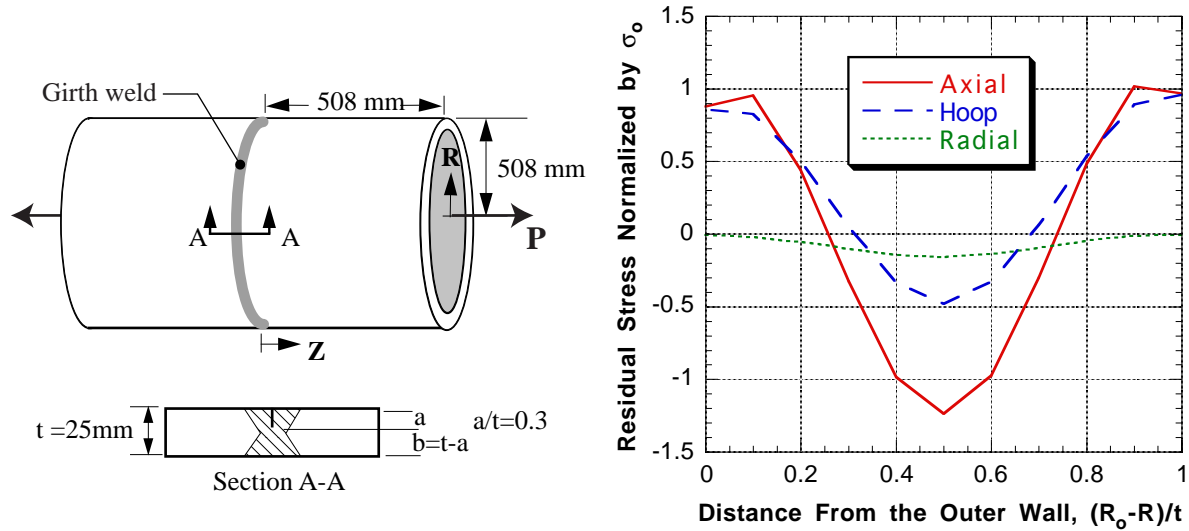 Girth weld
508 mm
R
508 mm
A
A
P
Z
t =25mm
a
b=t-a
a/t=0.3
Section A-A
Residual Stress Normalized by σo
1.5
1
0.5
0
-0.5
-1
-1.5
Axial
Hoop
Radial
0
0.2
0.4
0.6
0.8
1
Distance From the Outer Wall, (Ro-R)/t